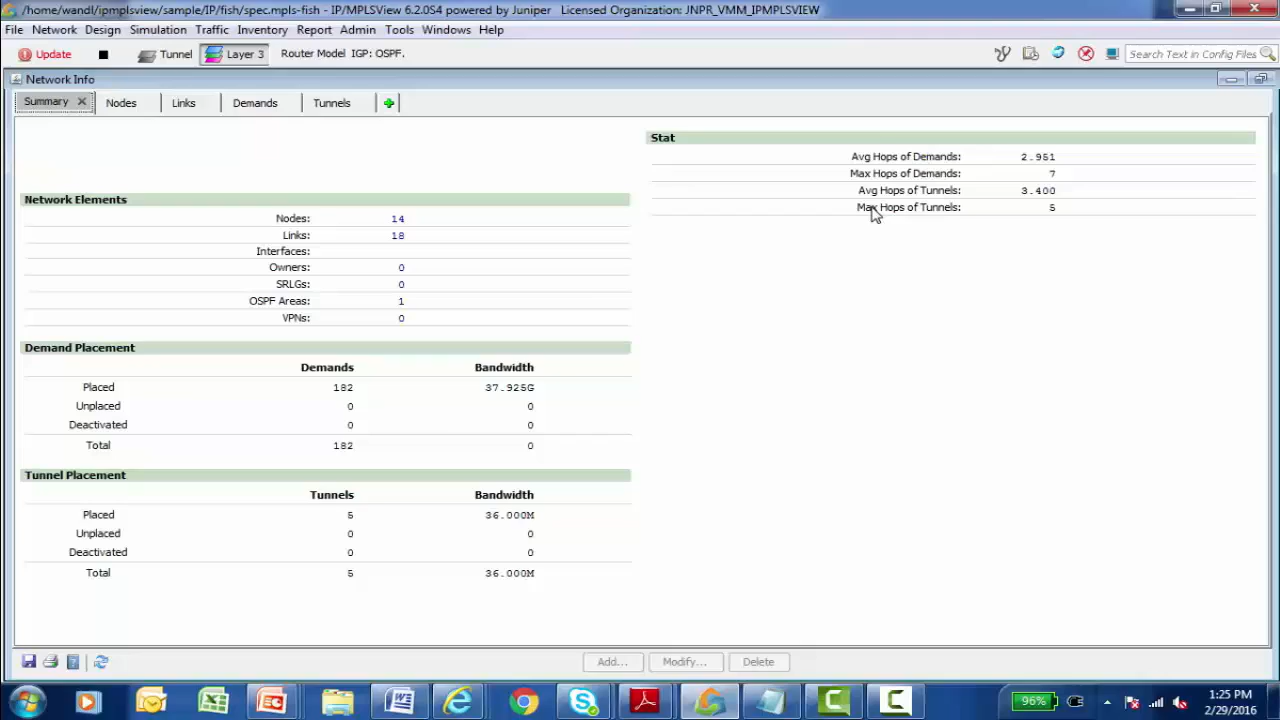 /home/wandl/ipmplsview/sample/IP/fish/spec.mpls-fish - IP/MPLSView 6.2.0S4 powered by Juniper Licensed Organization: JNPR_VMM_IPMPLSVIEW
File Network Design Simulation Traffic Inventory Report Admin Tools Windows Help
Update Tunnel Layer 3 Router Model IGP: OSPF. Search Text in Config Files
Network Info
Summary Nodes Links Demands Tunnels
Stat
Avg Hops of Demands: 2.951
Max Hops of Demands: 7
Avg Hops of Tunnels: 3.400
Max Hops of Tunnels: 5
Network Elements
Nodes: 14
Links: 18
Interfaces:
Owners: 0
SRLGs: 0
OSPF Areas: 1
VPNs: 0
Demand Placement
Demands Bandwidth
Placed 182 37.925G
Unplaced 0 0
Deactivated 0 0
Total 182 0
Tunnel Placement
Tunnels Bandwidth
Placed 5 36.000M
Unplaced 0 0
Deactivated 0 0
Total 5 36.000M
Add... Modify... Delete
96% 1:25 PM
2/29/2016